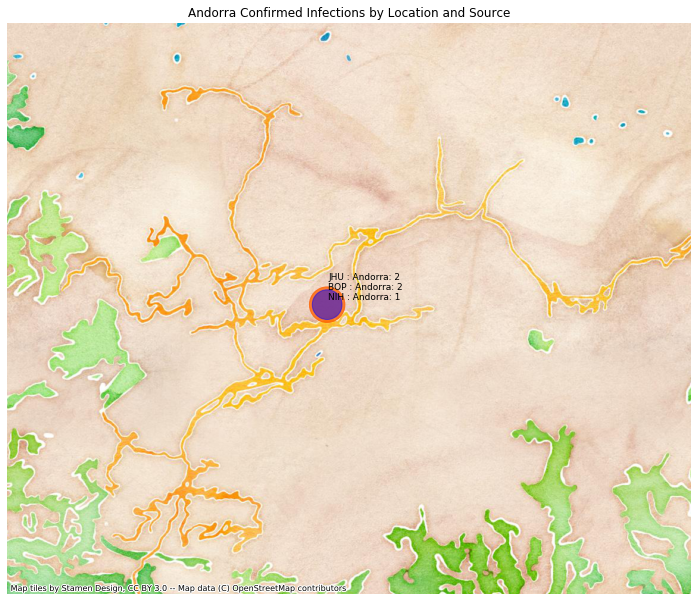 Andorra Confirmed Infections by Location and Source
JHU : Andorra: 2
BOP : Andorra: 2
NIH : Andorra: 1
Map tiles by Stamen Design, CC BY 3.0 -- Map data (C) OpenStreetMap contributors